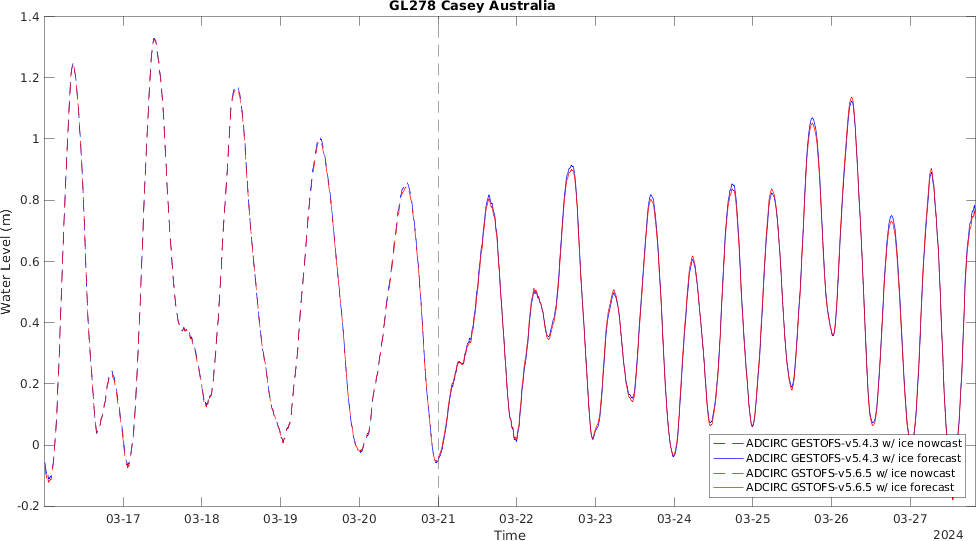 GL278 Casey Australia
Water Level (m)
1.4
1.2
1
0.8
0.6
0.4
0.2
0
-0.2
ADCIRC GESTOFS-v5.4.3 w/ ice nowcast
ADCIRC GESTOFS-v5.4.3 w/ ice forecast
ADCIRC GSTOFS-v5.6.5 w/ ice nowcast
ADCIRC GSTOFS-v5.6.5 w/ ice forecast
03-17 03-18 03-19 03-20 03-21 03-22 03-23 03-24 03-25 03-26 03-27
Time
2024